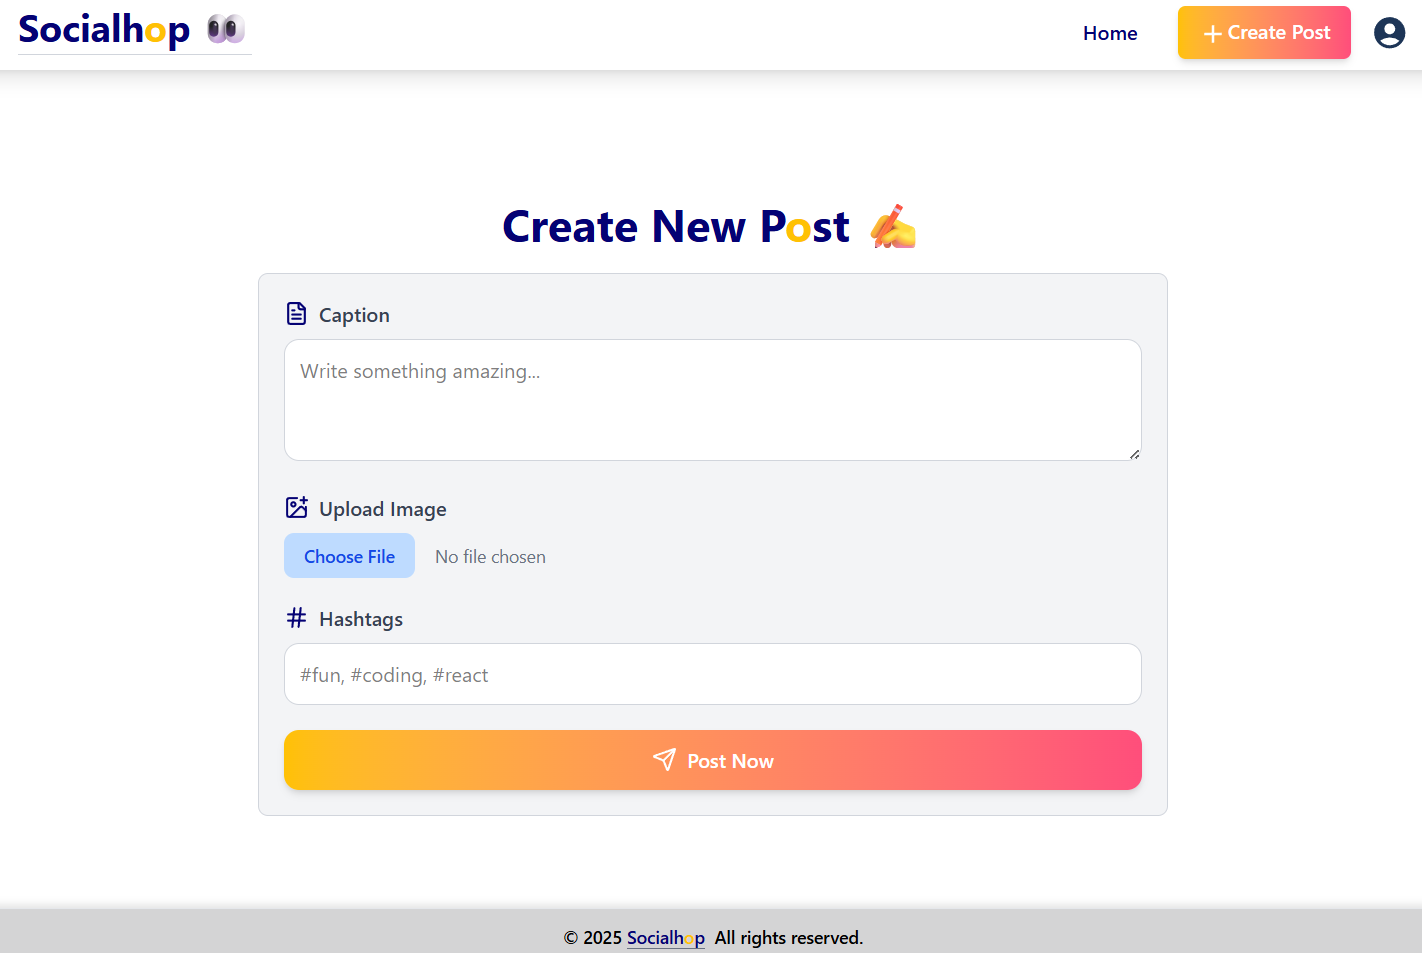 Socialhop 👀
Home
Create Post
Create New Post ✍️
Caption
Write something amazing...
Upload Image
Choose File No file chosen
Hashtags
#fun, #coding, #react
Post Now
© 2025 Socialhop All rights reserved.